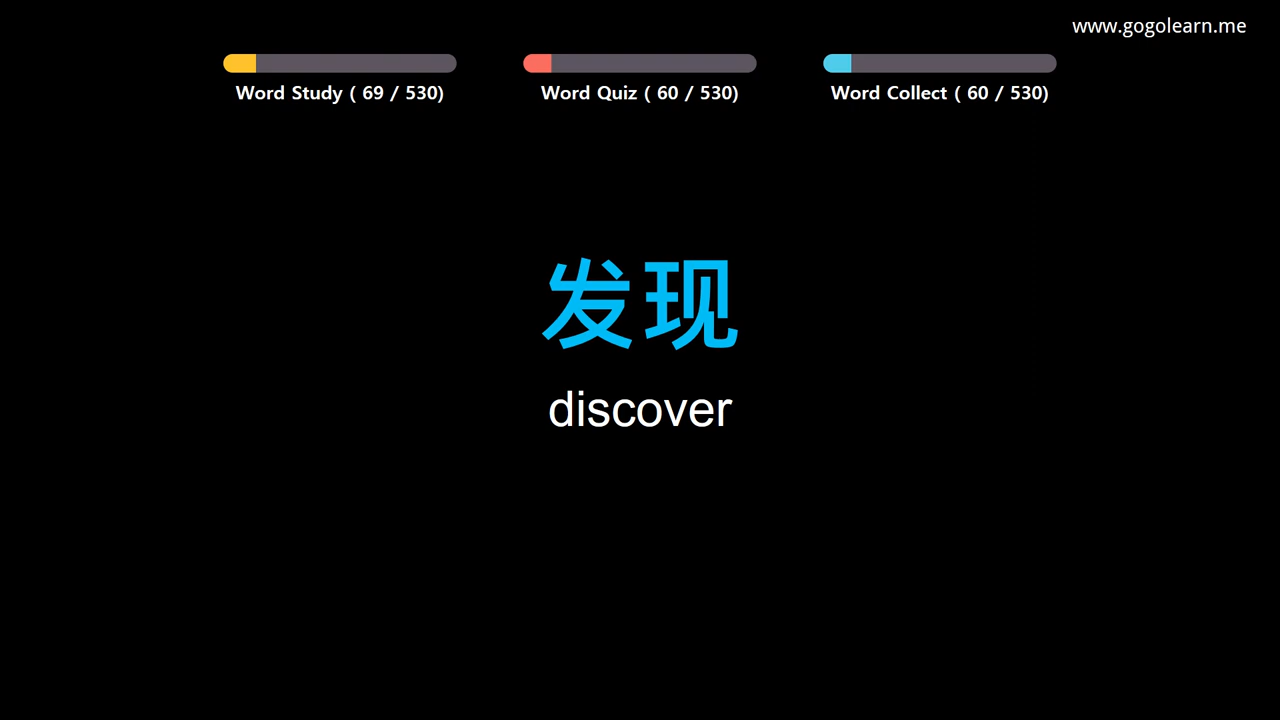 www.gogolearn.me
Word Study ( 69 / 530)
Word Quiz ( 60 / 530)
Word Collect ( 60 / 530)
发现
discover